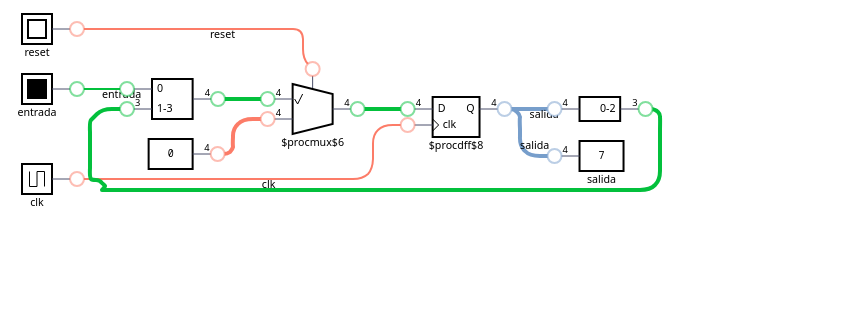 reset
reset
entrada
entrada
0
1-3
3
4
4
4
✓
$procmux$6
4
4
D
Q
clk
$procdff$8
4
4
salida
0-2
3
0
4
salida
4
7
salida
clk
clk